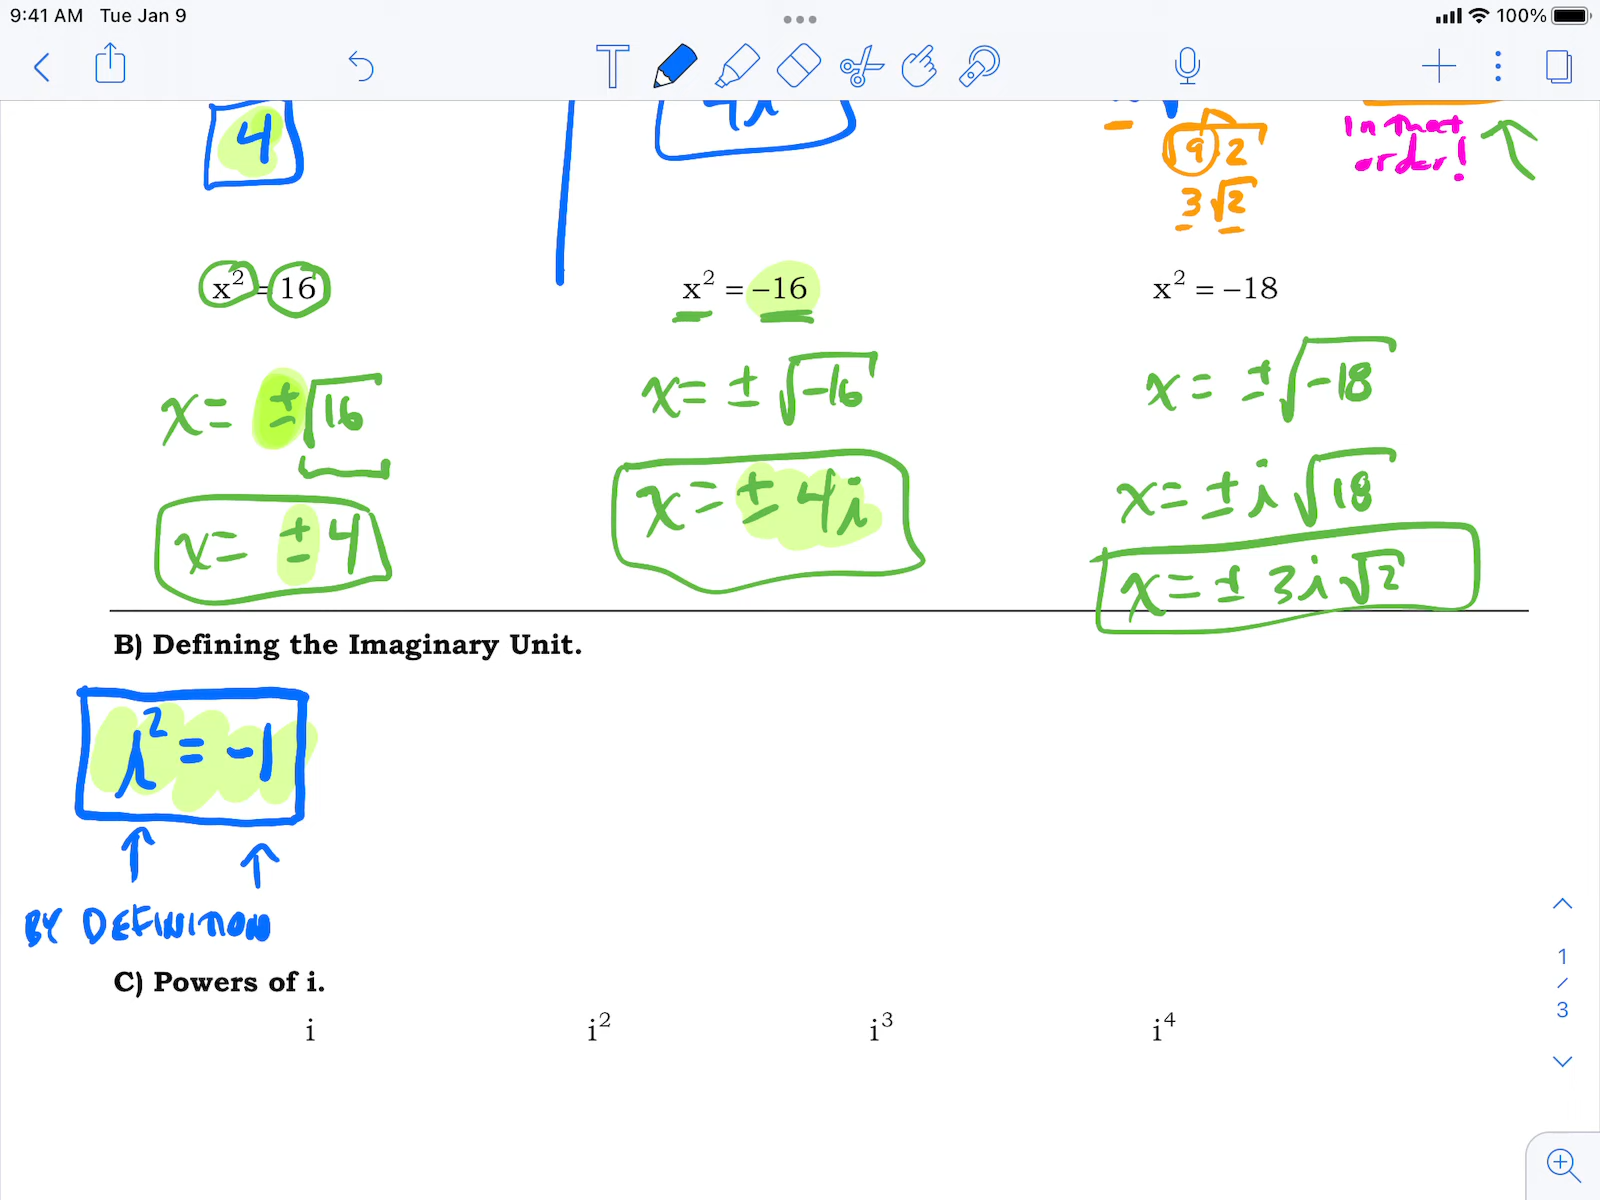 9:41 AM Tue Jan 9
100%
4
4i
√9·2
3√2
In that
order!
x² = 16
x² = −16
x² = −18
x = ±√16
x = ±√-16
x = ±√-18
x = ± 4
x = ± 4i
x = ± i√18
x = ± 3i√2
B) Defining the Imaginary Unit.
i² = -1
BY DEFINITION
C) Powers of i.
i
i²
i³
i⁴
1
/
3